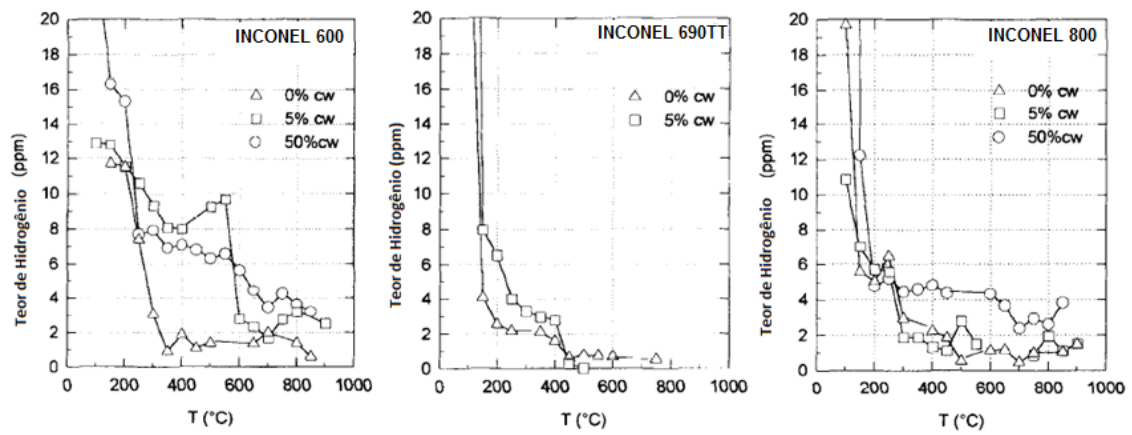 INCONEL 600
20
18
16
14
12
10
8
6
4
2
0
Teor de Hidrogênio (ppm)
0% cw
5% cw
50%cw
0 200 400 600 800 1000
T (°C)
INCONEL 690TT
20
18
16
14
12
10
8
6
4
2
0
Teor de Hidrogênio (ppm)
0% cw
5% cw
0 200 400 600 800 1000
T (°C)
INCONEL 800
20
18
16
14
12
10
8
6
4
2
0
Teor de Hidrogênio (ppm)
0% cw
5% cw
50%cw
0 200 400 600 800 1000
T (°C)